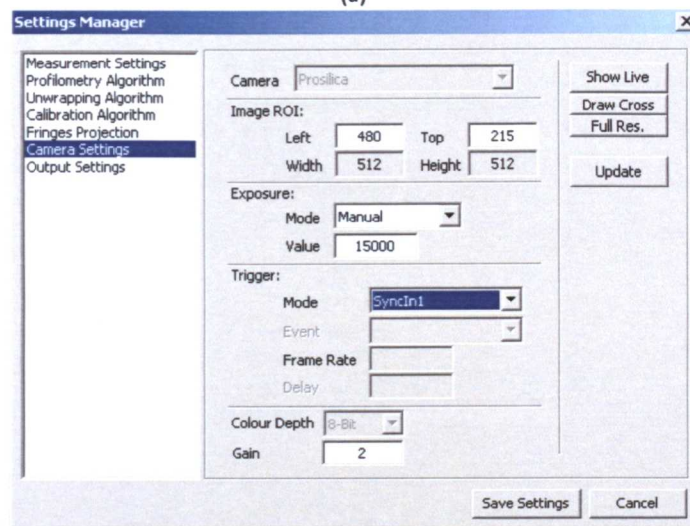 (a)
Settings Manager
Measurement Settings
Profilometry Algorithm
Unwrapping Algorithm
Calibration Algorithm
Fringes Projection
Camera Settings
Output Settings
Camera Prosilica
Image ROI:
Left 480 Top 215
Width 512 Height 512
Exposure:
Mode Manual
Value 15000
Trigger:
Mode SyncIn1
Event
Frame Rate
Delay
Colour Depth 8-Bit
Gain 2
Show Live
Draw Cross
Full Res.
Update
Save Settings Cancel